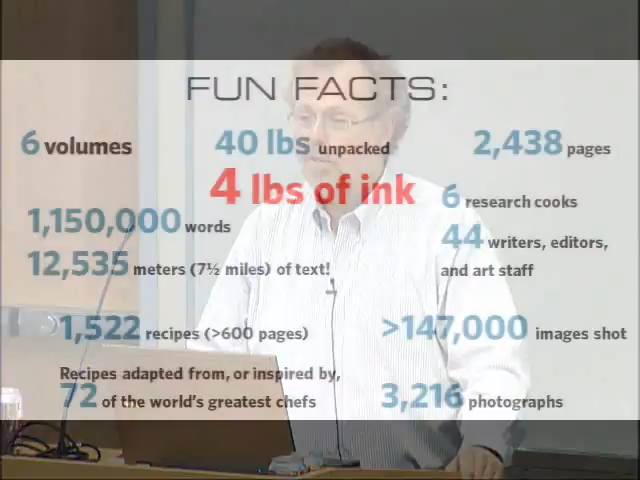 FUN FACTS:
6 volumes
40 lbs unpacked
2,438 pages
4 lbs of ink
6 research cooks
1,150,000 words
44 writers, editors,
and art staff
12,535 meters (7½ miles) of text!
1,522 recipes (>600 pages)
>147,000 images shot
Recipes adapted from, or inspired by,
72 of the world's greatest chefs
3,216 photographs